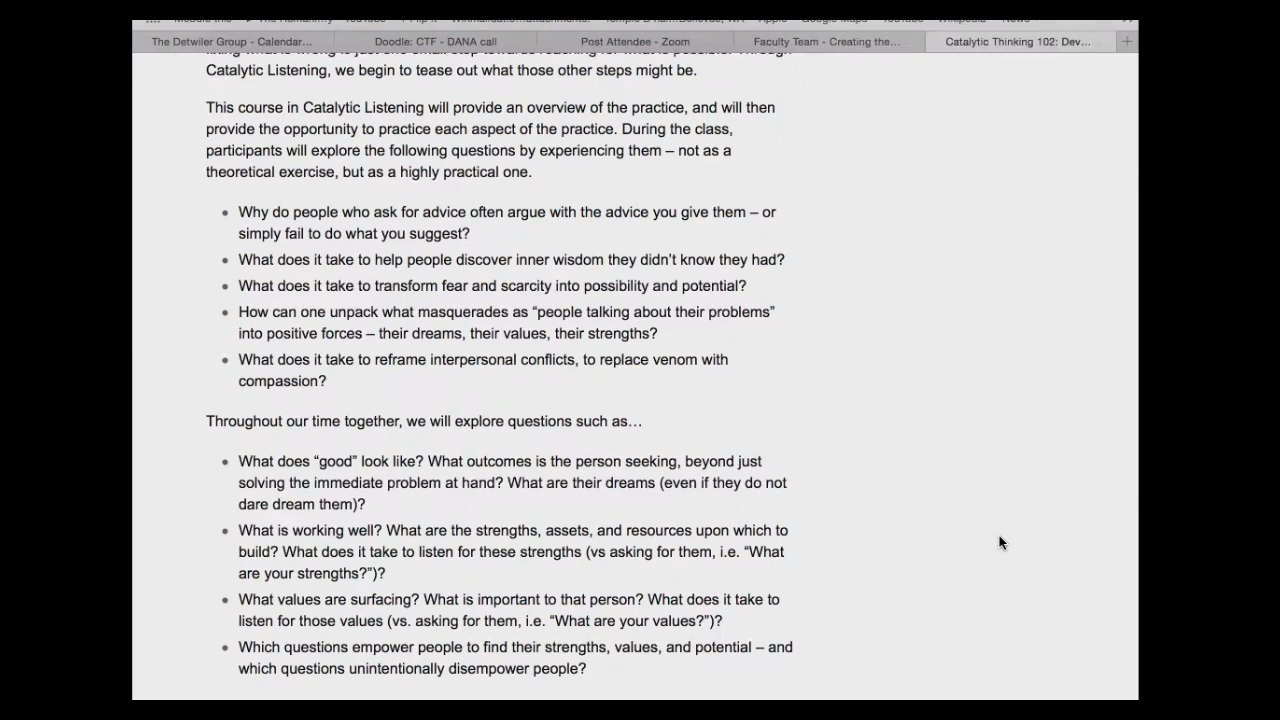 The Detwiler Group - Calendar... Doodle: CTF - DANA call Post Attendee - Zoom Faculty Team - Creating the... Catalytic Thinking 102: Dev...
Catalytic Listening, we begin to tease out what those other steps might be.
This course in Catalytic Listening will provide an overview of the practice, and will then
provide the opportunity to practice each aspect of the practice. During the class,
participants will explore the following questions by experiencing them – not as a
theoretical exercise, but as a highly practical one.
• Why do people who ask for advice often argue with the advice you give them – or
simply fail to do what you suggest?
• What does it take to help people discover inner wisdom they didn’t know they had?
• What does it take to transform fear and scarcity into possibility and potential?
• How can one unpack what masquerades as “people talking about their problems”
into positive forces – their dreams, their values, their strengths?
• What does it take to reframe interpersonal conflicts, to replace venom with
compassion?
Throughout our time together, we will explore questions such as…
• What does “good” look like? What outcomes is the person seeking, beyond just
solving the immediate problem at hand? What are their dreams (even if they do not
dare dream them)?
• What is working well? What are the strengths, assets, and resources upon which to
build? What does it take to listen for these strengths (vs asking for them, i.e. “What
are your strengths?”)?
• What values are surfacing? What is important to that person? What does it take to
listen for those values (vs. asking for them, i.e. “What are your values?”)?
• Which questions empower people to find their strengths, values, and potential – and
which questions unintentionally disempower people?